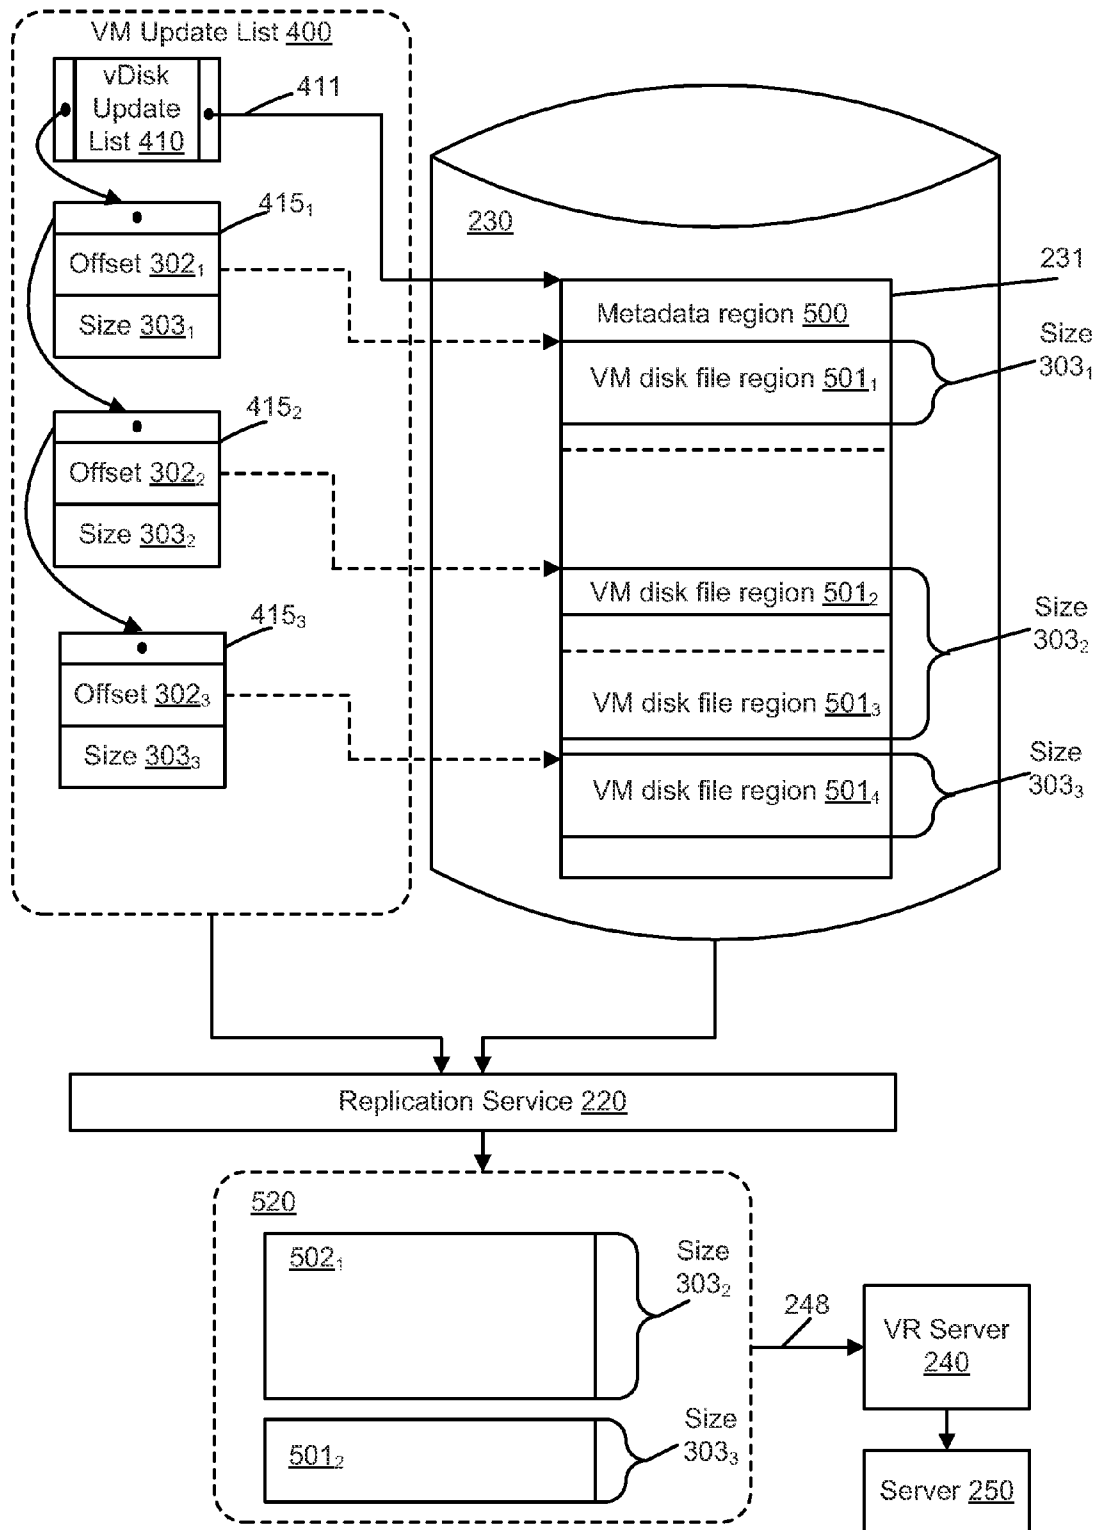 VM Update List 400
vDisk
Update
List 410
411
415₁
Offset 302₁
Size 303₁
415₂
Offset 302₂
Size 303₂
415₃
Offset 302₃
Size 303₃
230
231
Metadata region 500
VM disk file region 501₁
Size
303₁
VM disk file region 501₂
Size
303₂
VM disk file region 501₃
VM disk file region 501₄
Size
303₃
Replication Service 220
520
502₁
Size
303₂
501₂
Size
303₃
248
VR Server
240
Server 250